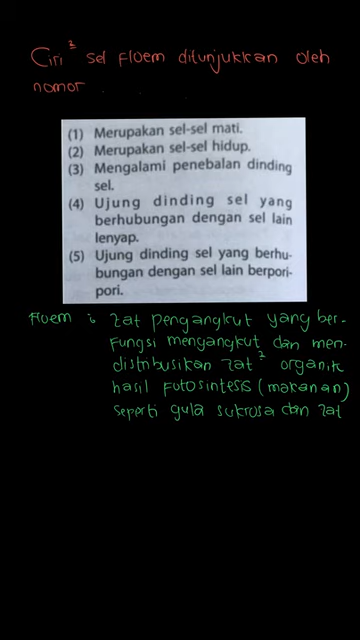 Ciri² sel floem ditunjukkan oleh
nomor .
(1) Merupakan sel-sel mati.
(2) Merupakan sel-sel hidup.
(3) Mengalami penebalan dinding
sel.
(4) Ujung dinding sel yang
berhubungan dengan sel lain
lenyap.
(5) Ujung dinding sel yang berhu-
bungan dengan sel lain berpori-
pori.
Floem : zat pengangkut yang ber-
fungsi mengangkut dan men-
distribusikan zat² organik
hasil fotosintesis (makanan)
seperti gula sukrosa dan zat